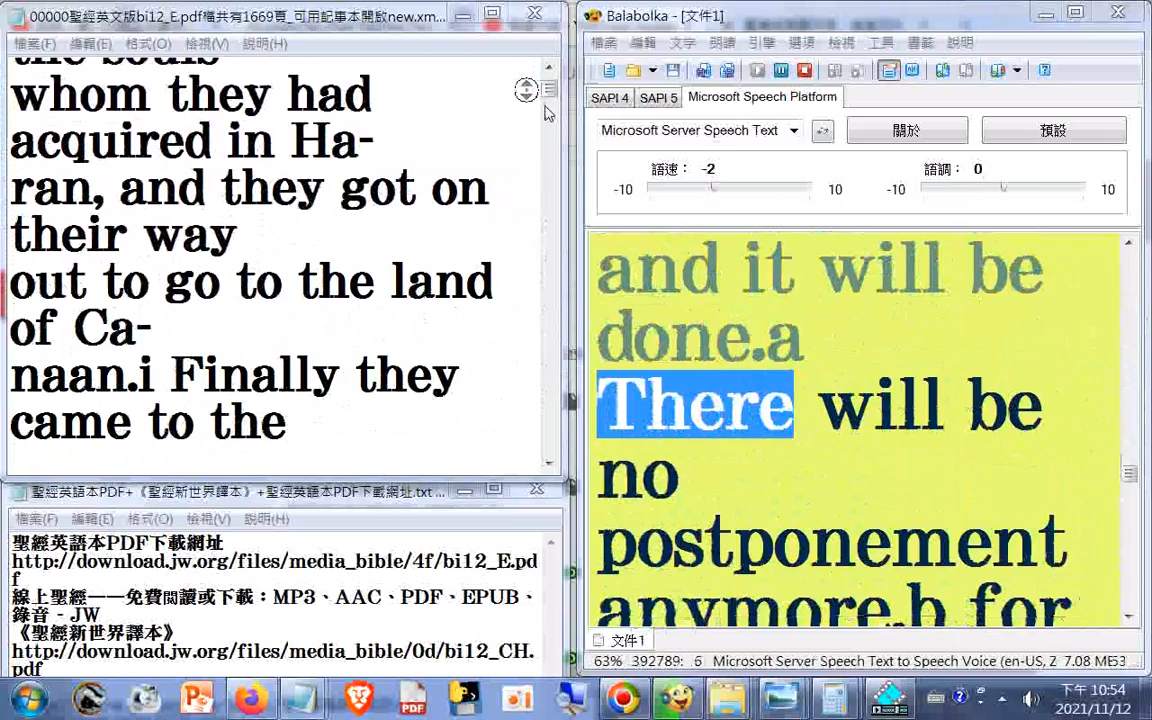 00000聖經英文版bi12_E.pdf檔共有1669頁_可用記事本開啟new.xm...
檔案(F) 編輯(E) 格式(O) 檢視(V) 說明(H)
the souls
whom they had
acquired in Ha-
ran, and they got on
their way
out to go to the land
of Ca-
naan.i Finally they
came to the
聖經英語本PDF+《聖經新世界譯本》+聖經英語本PDF下載網址.txt ...
檔案(F) 編輯(E) 格式(O) 檢視(V) 說明(H)
聖經英語本PDF下載網址
http://download.jw.org/files/media_bible/4f/bi12_E.pd
f
線上聖經——免費閱讀或下載：MP3、AAC、PDF、EPUB、
錄音 - JW
《聖經新世界譯本》
http://download.jw.org/files/media_bible/0d/bi12_CH.
pdf
Balabolka - [文件1]
檔案 編輯 文字 朗讀 引擎 選項 檢視 工具 書籤 說明
SAPI 4 SAPI 5 Microsoft Speech Platform
Microsoft Server Speech Text 關於 預設
語速： -2 語調： 0
-10 10 -10 10
and it will be
done.a
There will be
no
postponement
anymore.b for
文件1
63% 392789: 6 Microsoft Server Speech Text to Speech Voice (en-US, Z 7.08 ME53
下午 10:54
2021/11/12